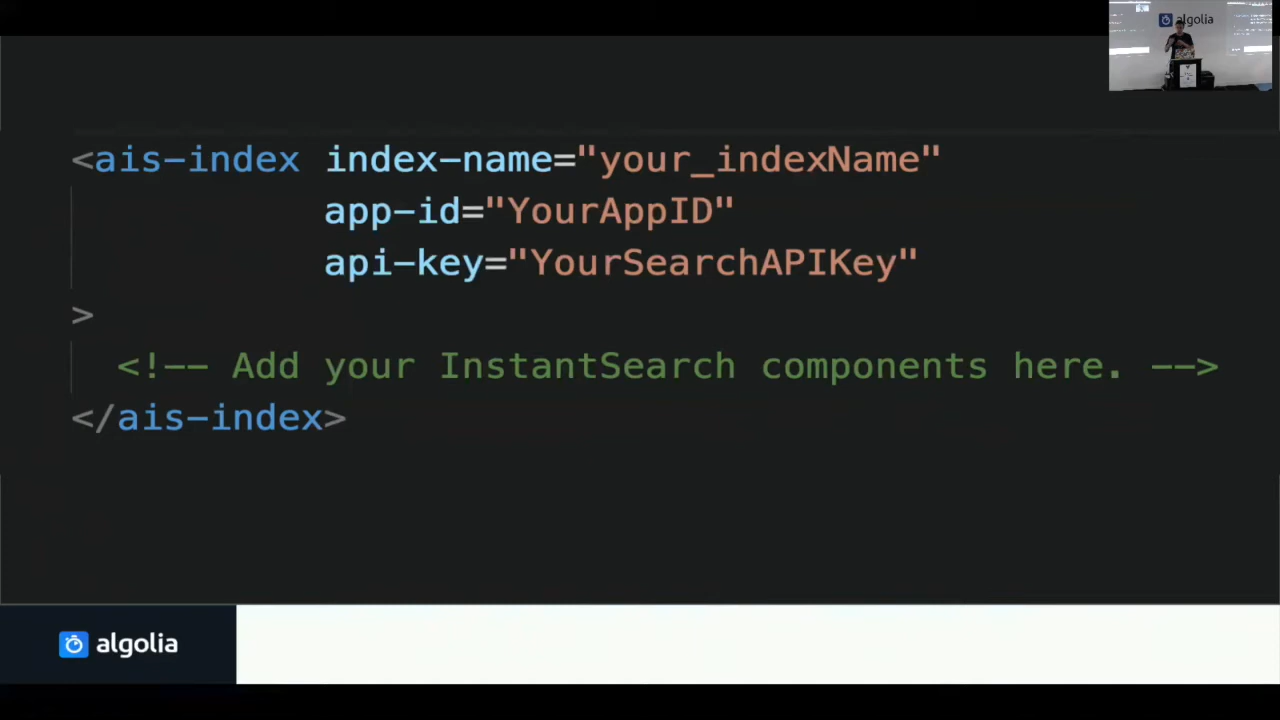 algolia
<ais-index index-name="your_indexName"
app-id="YourAppID"
api-key="YourSearchAPIKey"
>
<!-- Add your InstantSearch components here. -->
</ais-index>
algolia